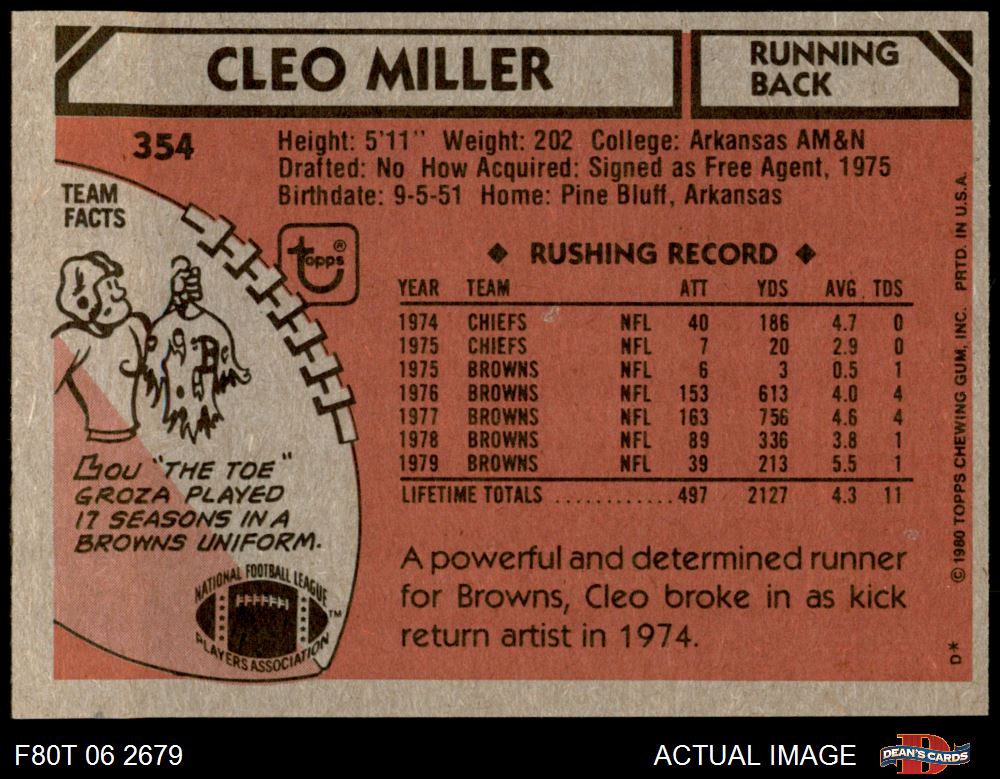 CLEO MILLER
RUNNING BACK
354
Height: 5'11" Weight: 202 College: Arkansas AM&N
Drafted: No How Acquired: Signed as Free Agent, 1975
Birthdate: 9-5-51 Home: Pine Bluff, Arkansas
TEAM
FACTS
topps®
◆ RUSHING RECORD ◆
YEAR TEAM ATT YDS AVG. TDS
1974 CHIEFS NFL 40 186 4.7 0
1975 CHIEFS NFL 7 20 2.9 0
1975 BROWNS NFL 6 3 0.5 1
1976 BROWNS NFL 153 613 4.0 4
1977 BROWNS NFL 163 756 4.6 4
1978 BROWNS NFL 89 336 3.8 1
1979 BROWNS NFL 39 213 5.5 1
LIFETIME TOTALS ............ 497 2127 4.3 11
LOU "THE TOE"
GROZA PLAYED
17 SEASONS IN A
BROWNS UNIFORM.
NATIONAL FOOTBALL LEAGUE
PLAYERS ASSOCIATION
TM
A powerful and determined runner
for Browns, Cleo broke in as kick
return artist in 1974.
© 1980 TOPPS CHEWING GUM, INC. PRTD. IN U.S.A.
D*
F80T 06 2679
ACTUAL IMAGE
DEAN'S CARDS